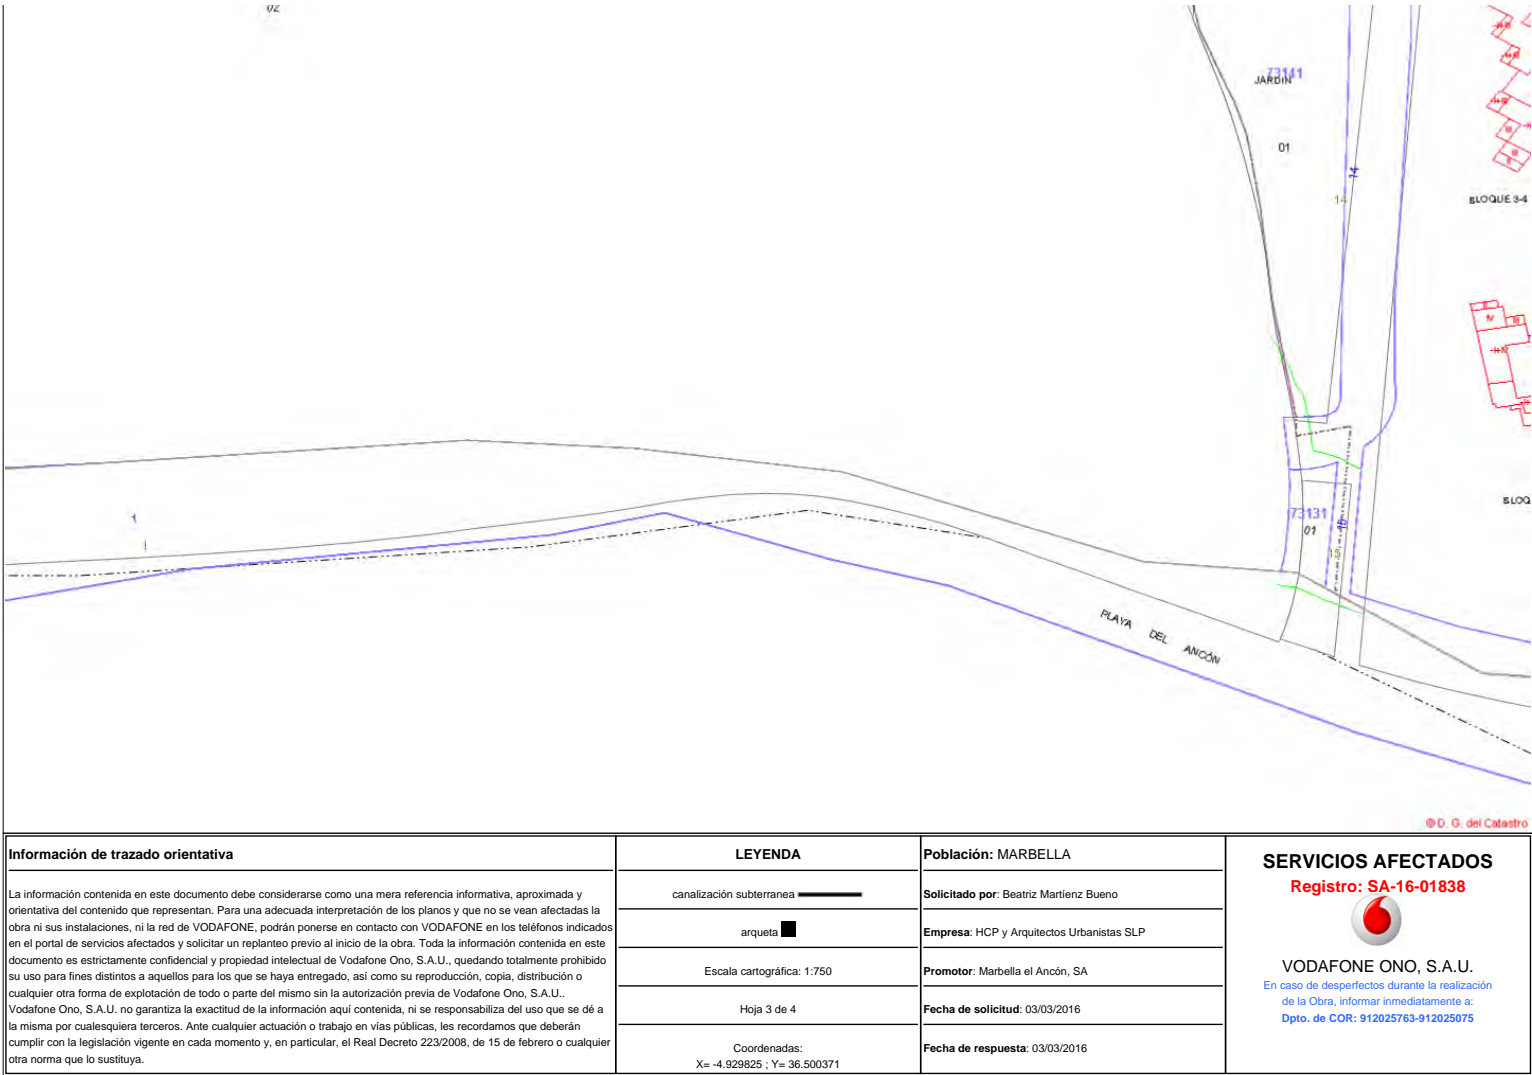 02
73141
JARDIN
01
14
14
BLOQUE 3-4
IV
III
1
73131
01
15
15
PLAYA DEL ANCÓN
© D. G. del Catastro
Información de trazado orientativa
La información contenida en este documento debe considerarse como una mera referencia informativa, aproximada y
orientativa del contenido que representan. Para una adecuada interpretación de los planos y que no se vean afectadas la
obra ni sus instalaciones, ni la red de VODAFONE, podrán ponerse en contacto con VODAFONE en los teléfonos indicados
en el portal de servicios afectados y solicitar un replanteo previo al inicio de la obra. Toda la información contenida en este
documento es estrictamente confidencial y propiedad intelectual de Vodafone Ono, S.A.U., quedando totalmente prohibido
su uso para fines distintos a aquellos para los que se haya entregado, así como su reproducción, copia, distribución o
cualquier otra forma de explotación de todo o parte del mismo sin la autorización previa de Vodafone Ono, S.A.U..
Vodafone Ono, S.A.U. no garantiza la exactitud de la información aquí contenida, ni se responsabiliza del uso que se dé a
la misma por cualesquiera terceros. Ante cualquier actuación o trabajo en vías públicas, les recordamos que deberán
cumplir con la legislación vigente en cada momento y, en particular, el Real Decreto 223/2008, de 15 de febrero o cualquier
otra norma que lo sustituya.
LEYENDA
canalización subterranea
arqueta
Escala cartográfica: 1:750
Hoja 3 de 4
Coordenadas:
X= -4.929825 ; Y= 36.500371
Población: MARBELLA
Solicitado por: Beatriz Martíenz Bueno
Empresa: HCP y Arquitectos Urbanistas SLP
Promotor: Marbella el Ancón, SA
Fecha de solicitud: 03/03/2016
Fecha de respuesta: 03/03/2016
SERVICIOS AFECTADOS
Registro: SA-16-01838
VODAFONE ONO, S.A.U.
En caso de desperfectos durante la realización
de la Obra, informar inmediatamente a:
Dpto. de COR: 912025763-912025075